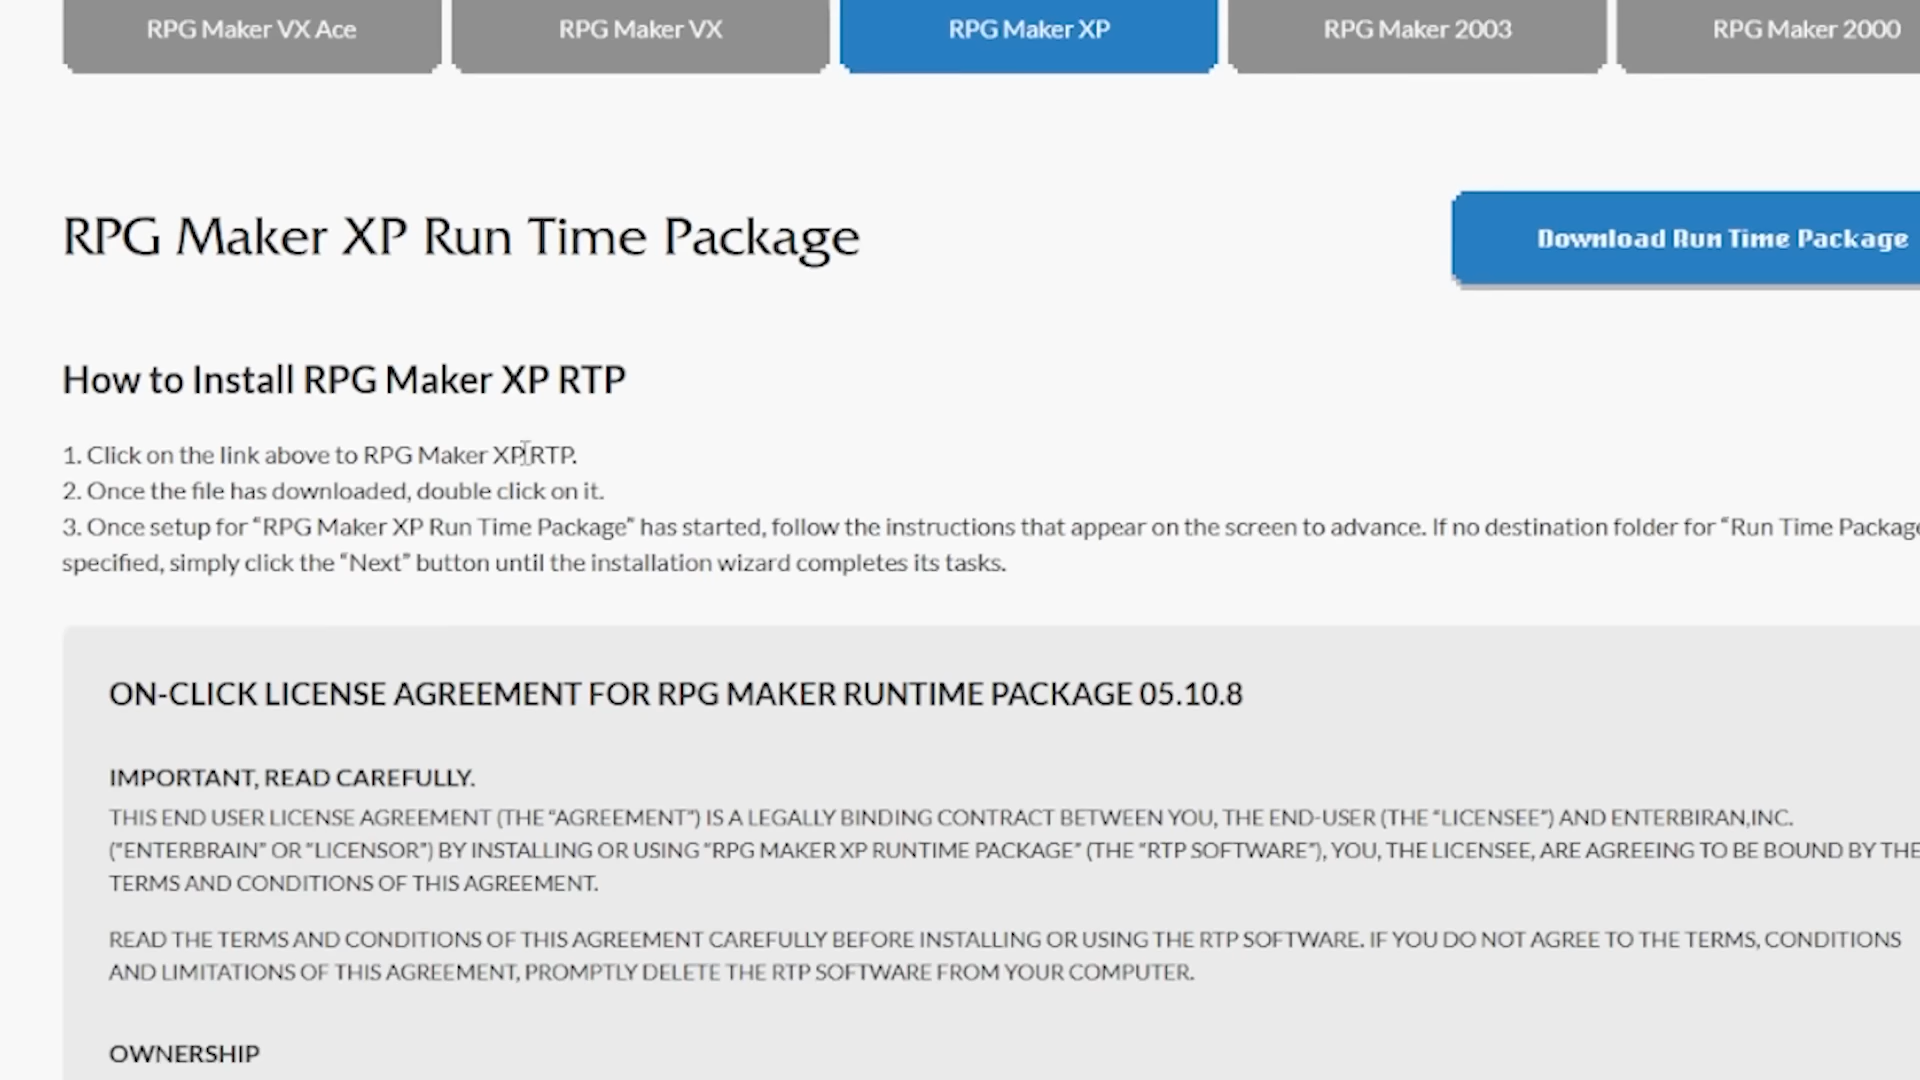 RPG Maker VX Ace
RPG Maker VX
RPG Maker XP
RPG Maker 2003
RPG Maker 2000
RPG Maker XP Run Time Package
Download Run Time Package
How to Install RPG Maker XP RTP
1. Click on the link above to RPG Maker XP RTP.
2. Once the file has downloaded, double click on it.
3. Once setup for “RPG Maker XP Run Time Package” has started, follow the instructions that appear on the screen to advance. If no destination folder for “Run Time Package
specified, simply click the “Next” button until the installation wizard completes its tasks.
ON-CLICK LICENSE AGREEMENT FOR RPG MAKER RUNTIME PACKAGE 05.10.8
IMPORTANT, READ CAREFULLY.
THIS END USER LICENSE AGREEMENT (THE “AGREEMENT”) IS A LEGALLY BINDING CONTRACT BETWEEN YOU, THE END-USER (THE “LICENSEE”) AND ENTERBIRAN,INC.
(“ENTERBRAIN” OR “LICENSOR”) BY INSTALLING OR USING “RPG MAKER XP RUNTIME PACKAGE” (THE “RTP SOFTWARE”), YOU, THE LICENSEE, ARE AGREEING TO BE BOUND BY THE
TERMS AND CONDITIONS OF THIS AGREEMENT.
READ THE TERMS AND CONDITIONS OF THIS AGREEMENT CAREFULLY BEFORE INSTALLING OR USING THE RTP SOFTWARE. IF YOU DO NOT AGREE TO THE TERMS, CONDITIONS
AND LIMITATIONS OF THIS AGREEMENT, PROMPTLY DELETE THE RTP SOFTWARE FROM YOUR COMPUTER.
OWNERSHIP